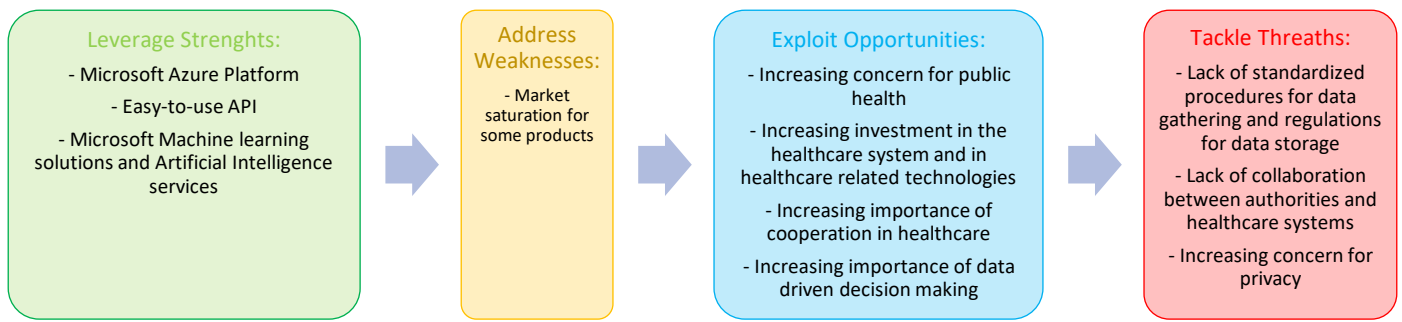 Leverage Strenghts:
- Microsoft Azure Platform
- Easy-to-use API
- Microsoft Machine learning
solutions and Artificial Intelligence
services
Address
Weaknesses:
- Market
saturation for
some products
Exploit Opportunities:
- Increasing concern for public
health
- Increasing investment in the
healthcare system and in
healthcare related technologies
- Increasing importance of
cooperation in healthcare
- Increasing importance of data
driven decision making
Tackle Threaths:
- Lack of standardized
procedures for data
gathering and regulations
for data storage
- Lack of collaboration
between authorities and
healthcare systems
- Increasing concern for
privacy